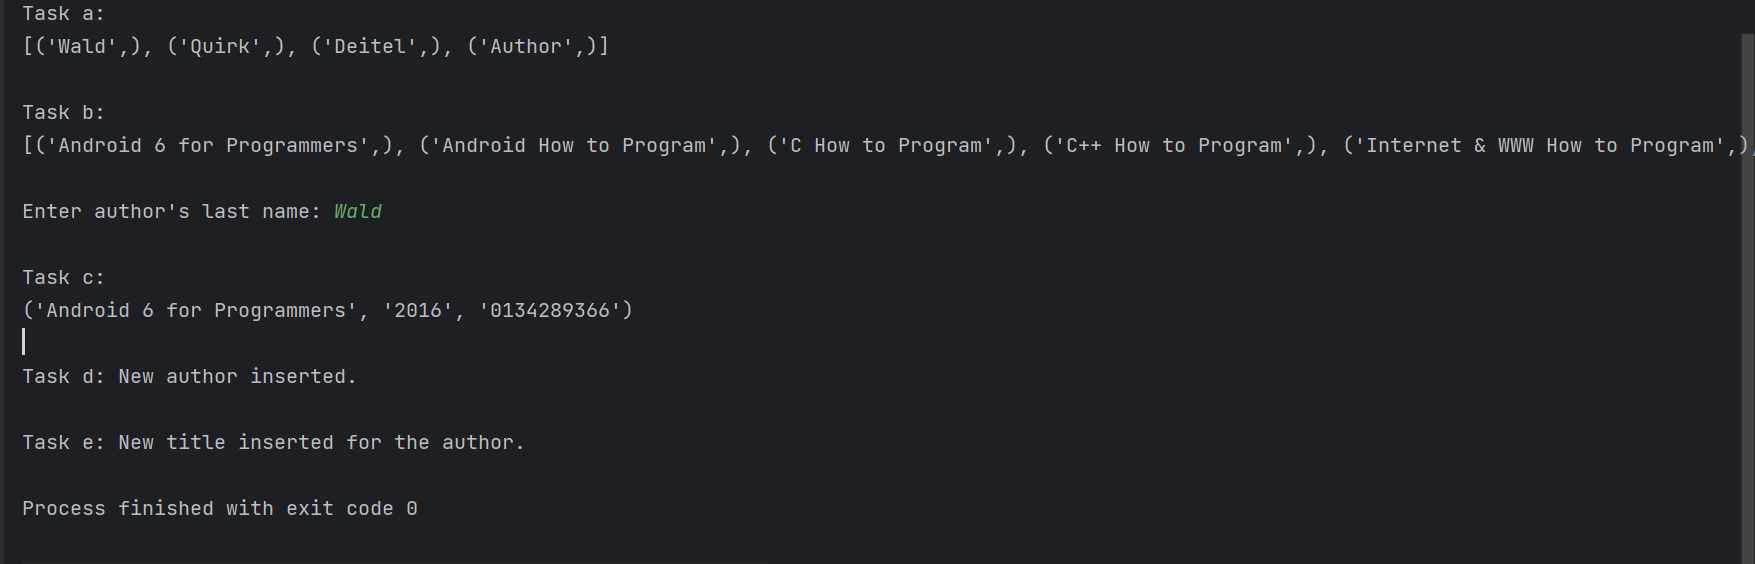 Task a:
[('Wald',), ('Quirk',), ('Deitel',), ('Author',)]
Task b:
[('Android 6 for Programmers',), ('Android How to Program',), ('C How to Program',), ('C++ How to Program',), ('Internet & WWW How to Program',),
Enter author's last name: Wald
Task c:
('Android 6 for Programmers', '2016', '0134289366')
Task d: New author inserted.
Task e: New title inserted for the author.
Process finished with exit code 0